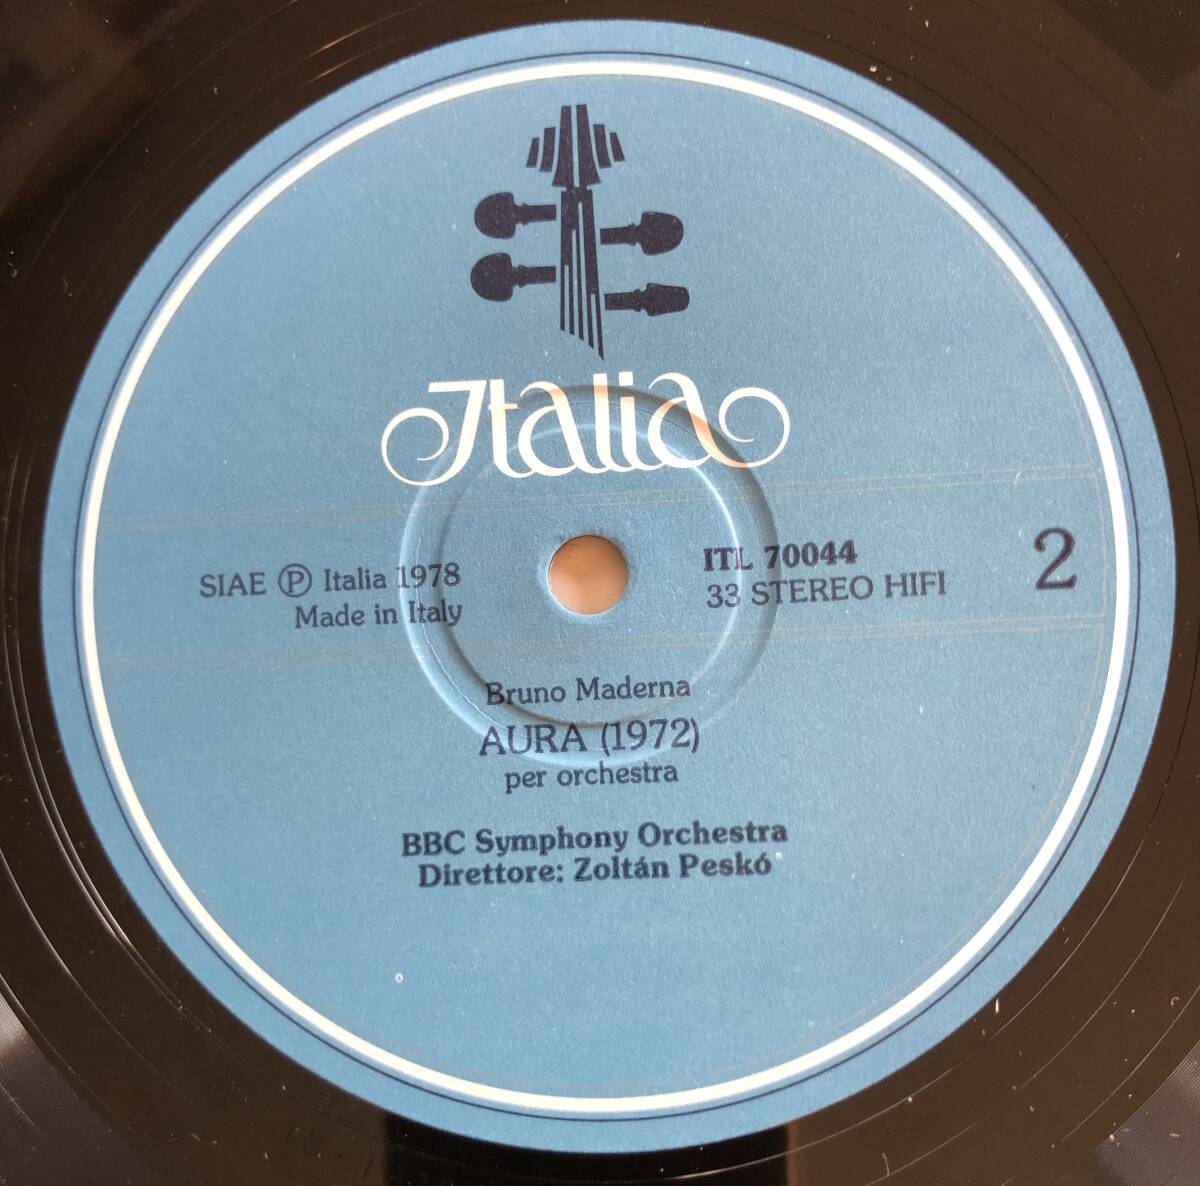 Italia
SIAE Ⓟ Italia 1978
Made in Italy
ITL 70044
33 STEREO HIFI
2
Bruno Maderna
AURA (1972)
per orchestra
BBC Symphony Orchestra
Direttore: Zoltán Peskó